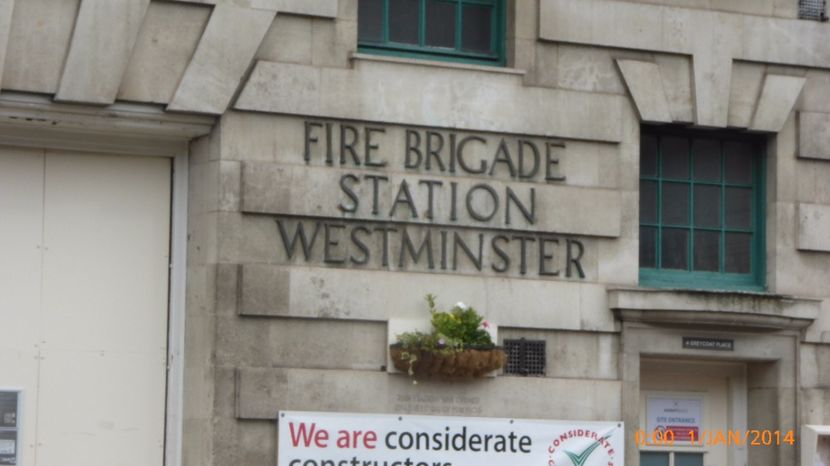 FIRE BRIGADE
STATION
WESTMINSTER
4 GREYCOAT PLACE
We are considerate
constructors
CONSIDERATE
SITE ENTRANCE
0:00 1/JAN/2014